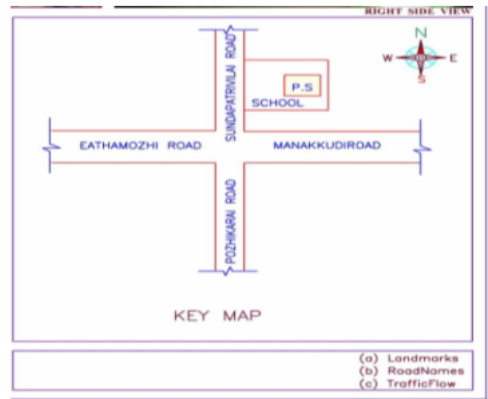 RIGHT SIDE VIEW
N
W E
S
SUNDAPATRIVILAI ROAD
P.S
SCHOOL
EATHAMOZHI ROAD
MANAKKUDIROAD
POZHIKARAI ROAD
KEY MAP
(a) Landmarks
(b) RoadNames
(c) TrafficFlow